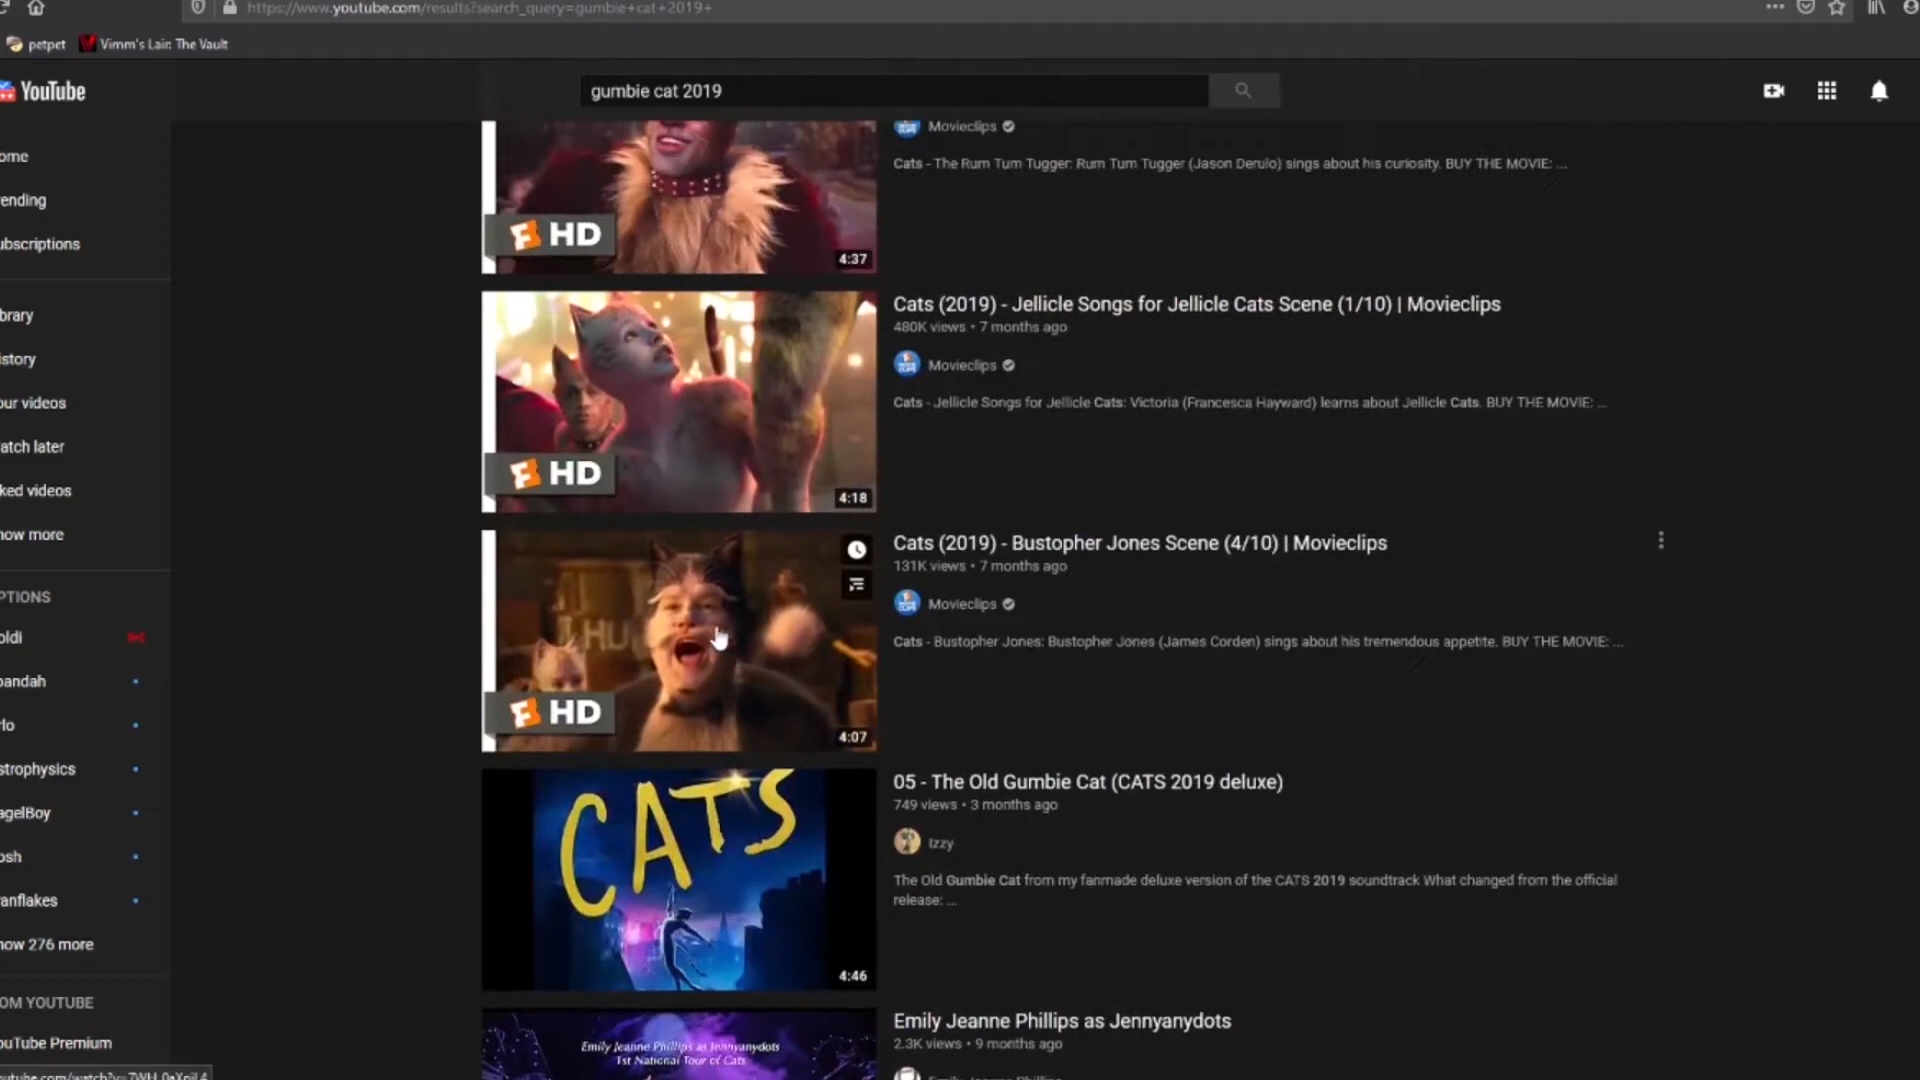 https://www.youtube.com/results?search_query=gumbie+cat+2019+
petpet
Vimm's Lair: The Vault
YouTube
gumbie cat 2019
Movieclips
Cats - The Rum Tum Tugger: Rum Tum Tugger (Jason Derulo) sings about his curiosity. BUY THE MOVIE: ...
HD
4:37
ome
ending
ubscriptions
brary
istory
our videos
atch later
ked videos
how more
PTIONS
oldi
pandah
rlo
strophysics
agelBoy
osh
anflakes
how 276 more
OM YOUTUBE
ouTube Premium
Cats (2019) - Jellicle Songs for Jellicle Cats Scene (1/10) | Movieclips
480K views • 7 months ago
Movieclips
Cats - Jellicle Songs for Jellicle Cats: Victoria (Francesca Hayward) learns about Jellicle Cats. BUY THE MOVIE: ...
HD
4:18
Cats (2019) - Bustopher Jones Scene (4/10) | Movieclips
131K views • 7 months ago
Movieclips
Cats - Bustopher Jones: Bustopher Jones (James Corden) sings about his tremendous appetite. BUY THE MOVIE: ...
HD
4:07
05 - The Old Gumbie Cat (CATS 2019 deluxe)
749 views • 3 months ago
Izzy
The Old Gumbie Cat from my fanmade deluxe version of the CATS 2019 soundtrack What changed from the official
release: ...
CATS
4:46
Emily Jeanne Phillips as Jennyanydots
2.3K views • 9 months ago
Emily Jeanne Phillips
Emily Jeanne Phillips as Jennyanydots
1st National Tour of Cats